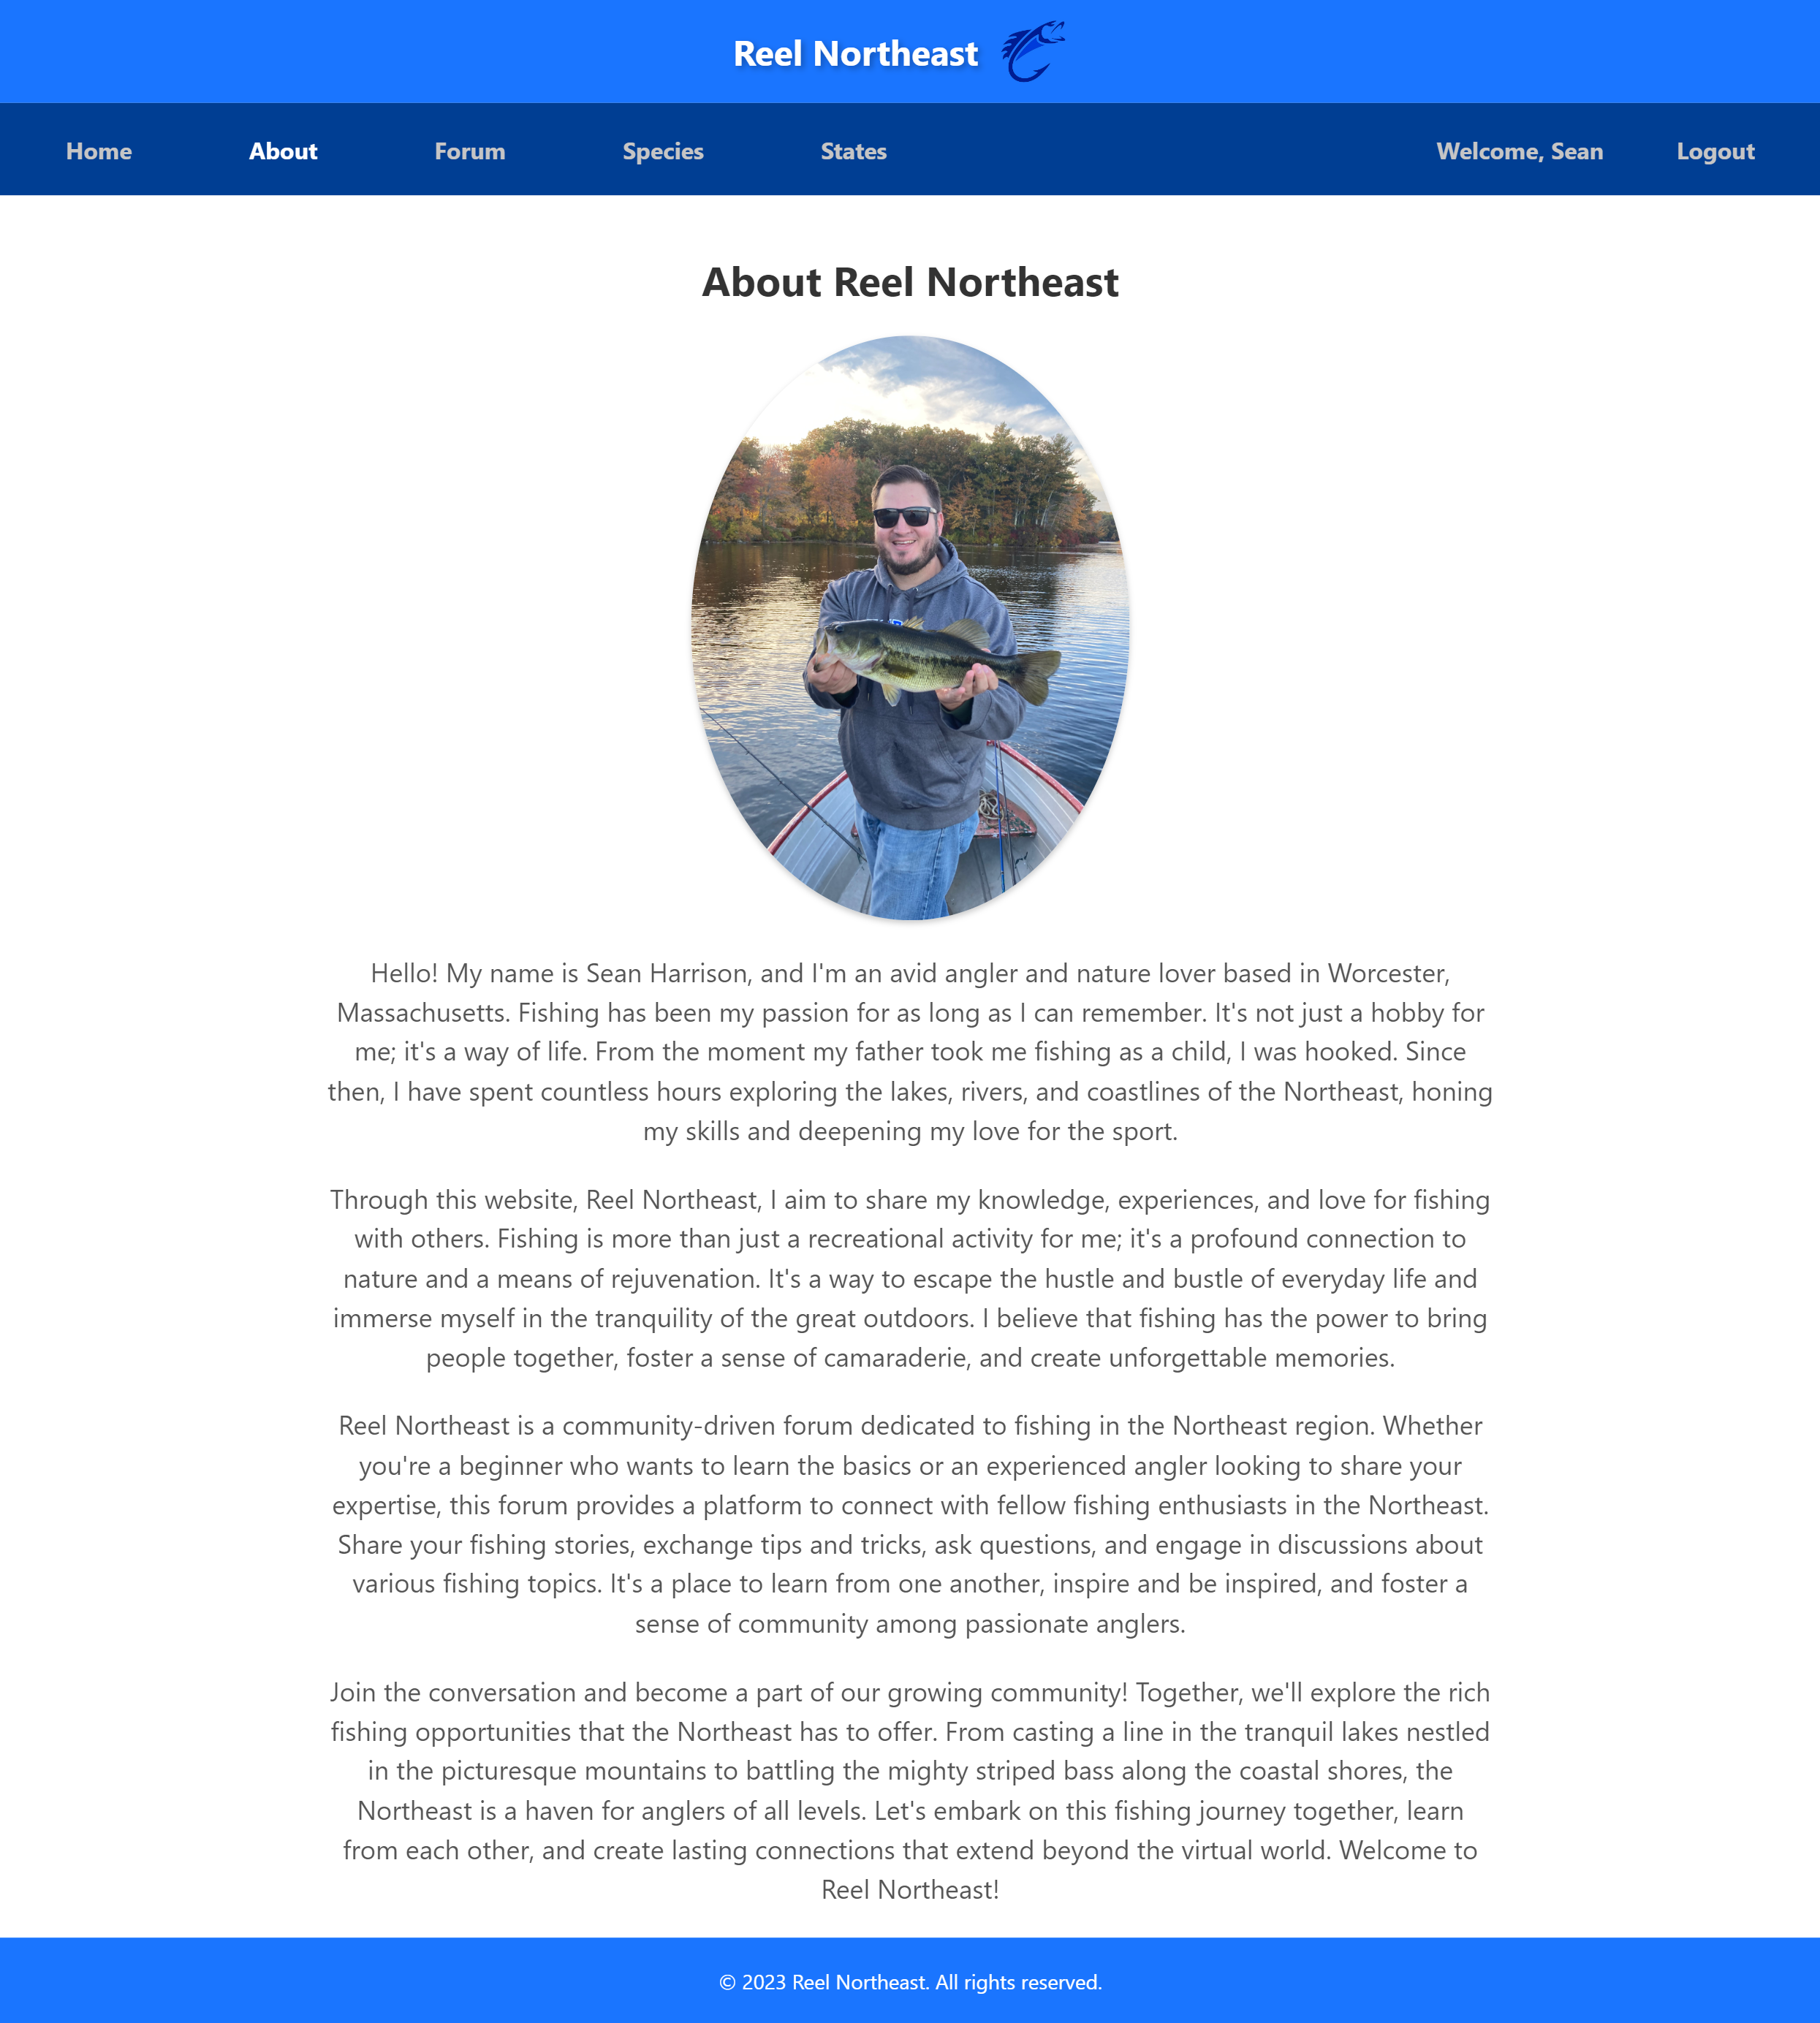 Reel Northeast
Home About Forum Species States Welcome, Sean Logout
About Reel Northeast
Hello! My name is Sean Harrison, and I'm an avid angler and nature lover based in Worcester,
Massachusetts. Fishing has been my passion for as long as I can remember. It's not just a hobby for
me; it's a way of life. From the moment my father took me fishing as a child, I was hooked. Since
then, I have spent countless hours exploring the lakes, rivers, and coastlines of the Northeast, honing
my skills and deepening my love for the sport.
Through this website, Reel Northeast, I aim to share my knowledge, experiences, and love for fishing
with others. Fishing is more than just a recreational activity for me; it's a profound connection to
nature and a means of rejuvenation. It's a way to escape the hustle and bustle of everyday life and
immerse myself in the tranquility of the great outdoors. I believe that fishing has the power to bring
people together, foster a sense of camaraderie, and create unforgettable memories.
Reel Northeast is a community-driven forum dedicated to fishing in the Northeast region. Whether
you're a beginner who wants to learn the basics or an experienced angler looking to share your
expertise, this forum provides a platform to connect with fellow fishing enthusiasts in the Northeast.
Share your fishing stories, exchange tips and tricks, ask questions, and engage in discussions about
various fishing topics. It's a place to learn from one another, inspire and be inspired, and foster a
sense of community among passionate anglers.
Join the conversation and become a part of our growing community! Together, we'll explore the rich
fishing opportunities that the Northeast has to offer. From casting a line in the tranquil lakes nestled
in the picturesque mountains to battling the mighty striped bass along the coastal shores, the
Northeast is a haven for anglers of all levels. Let's embark on this fishing journey together, learn
from each other, and create lasting connections that extend beyond the virtual world. Welcome to
Reel Northeast!
© 2023 Reel Northeast. All rights reserved.